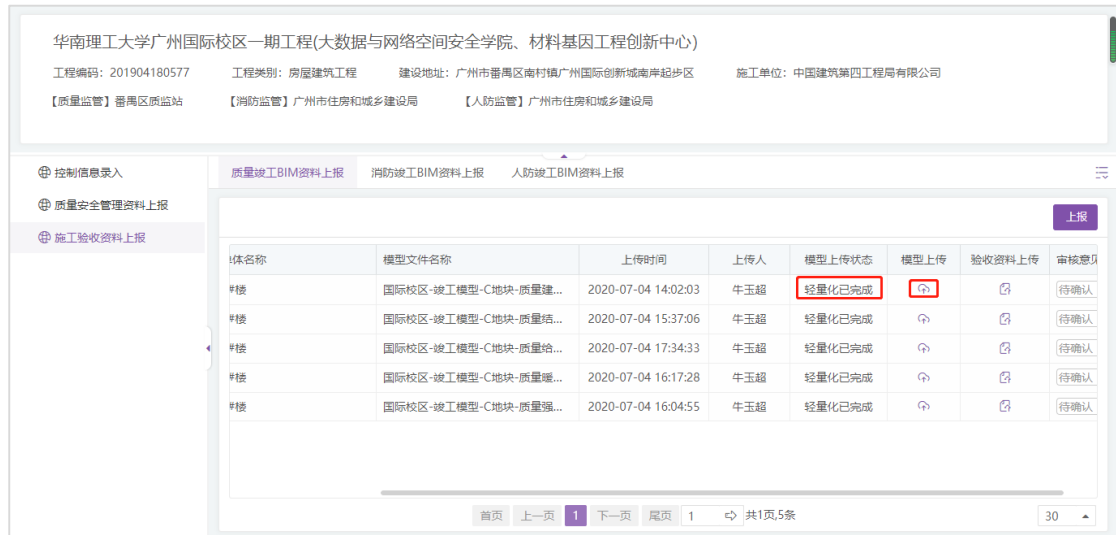 华南理工大学广州国际校区一期工程(大数据与网络空间安全学院、材料基因工程创新中心)
工程编码：201904180577 工程类别：房屋建筑工程 建设地址：广州市番禺区南村镇广州国际创新城南岸起步区 施工单位：中国建筑第四工程局有限公司
【质量监管】番禺区质监站 【消防监管】广州市住房和城乡建设局 【人防监管】广州市住房和城乡建设局
控制信息录入 质量竣工BIM资料上报 消防竣工BIM资料上报 人防竣工BIM资料上报
质量安全管理资料上报
上报
施工验收资料上报
体名称 模型文件名称 上传时间 上传人 模型上传状态 模型上传 验收资料上传 审核意见
#楼 国际校区-竣工模型-C地块-质量建... 2020-07-04 14:02:03 牛玉超 轻量化已完成 待确认
#楼 国际校区-竣工模型-C地块-质量结... 2020-07-04 15:37:06 牛玉超 轻量化已完成 待确认
#楼 国际校区-竣工模型-C地块-质量给... 2020-07-04 17:34:33 牛玉超 轻量化已完成 待确认
#楼 国际校区-竣工模型-C地块-质量暖... 2020-07-04 16:17:28 牛玉超 轻量化已完成 待确认
#楼 国际校区-竣工模型-C地块-质量强... 2020-07-04 16:04:55 牛玉超 轻量化已完成 待确认
首页 上一页 1 下一页 尾页 1 共1页,5条 30